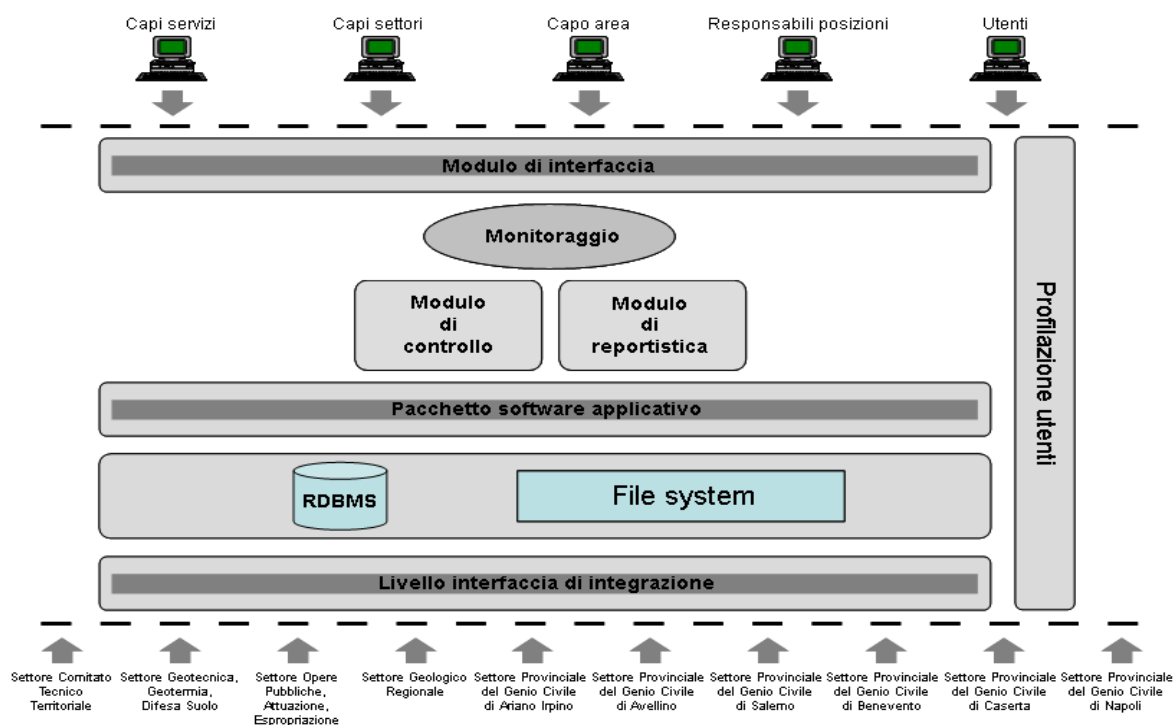 Capi servizi
Capi settori
Capo area
Responsabili posizioni
Utenti
Modulo di interfaccia
Monitoraggio
Modulo
di
controllo
Modulo
di
reportistica
Profilazione utenti
Pacchetto software applicativo
RDBMS
File system
Livello interfaccia di integrazione
Settore Comitato
Tecnico
Territoriale
Settore Geotecnica,
Geotermia,
Difesa Suolo
Settore Opere
Pubbliche,
Attuazione,
Espropriazione
Settore Geologico
Regionale
Settore Provinciale
del Genio Civile
di Ariano Irpino
Settore Provinciale
del Genio Civile
di Avellino
Settore Provinciale
del Genio Civile
di Salerno
Settore Provinciale
del Genio Civile
di Benevento
Settore Provinciale
del Genio Civile
di Caserta
Settore Provinciale
del Genio Civile
di Napoli